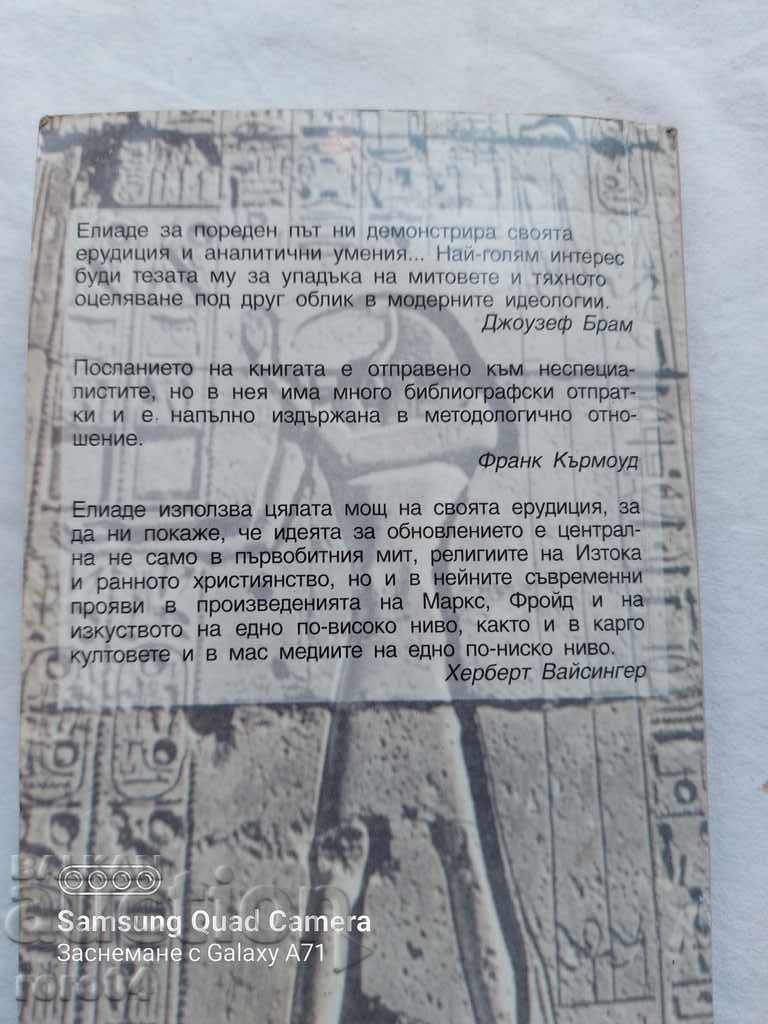 Елиаде за пореден път ни демонстрира своята
ерудиция и аналитични умения... Най-голям интерес
буди тезата му за упадъка на митовете и тяхното
оцеляване под друг облик в модерните идеологии.
Джоузеф Брам
Посланието на книгата е отправено към неспециа-
листите, но в нея има много библиографски отпрат-
ки и е напълно издържана в методологично отно-
шение.
Франк Кърмоуд
Елиаде използва цялата мощ на своята ерудиция, за
да ни покаже, че идеята за обновлението е централ-
на не само в първобитния мит, религиите на Изтока
и ранното християнство, но и в нейните съвременни
прояви в произведенията на Маркс, Фройд и на
изкуството на едно по-високо ниво, както и в карго
култовете и в мас медиите на едно по-ниско ниво.
Херберт Вайсингер
BALKAN
auction
Samsung Quad Camera
Заснемане с Galaxy A71
roro04